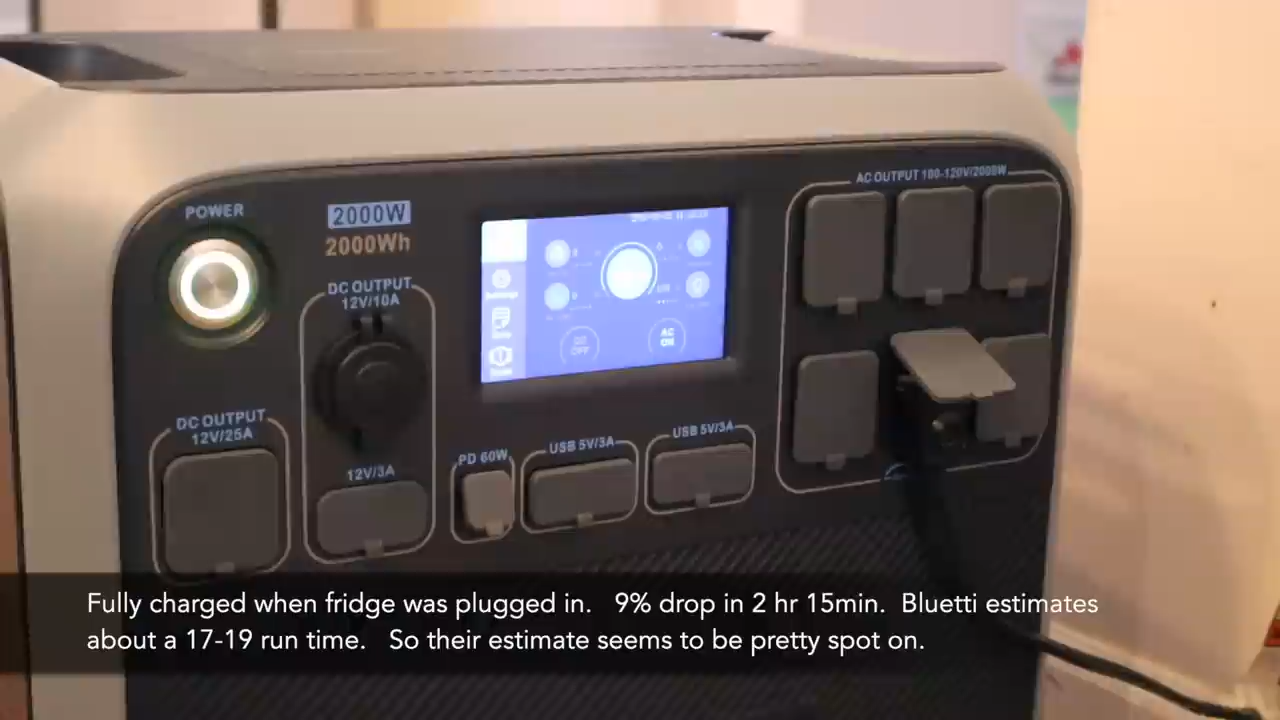 POWER
2000W
2000Wh
DC OUTPUT
12V/10A
AC OUTPUT 100-120V/2000W
DC
OFF
AC
ON
DC OUTPUT
12V/25A
12V/3A
PD 60W
USB 5V/3A
USB 5V/3A
Fully charged when fridge was plugged in. 9% drop in 2 hr 15min. Bluetti estimates
about a 17-19 run time. So their estimate seems to be pretty spot on.